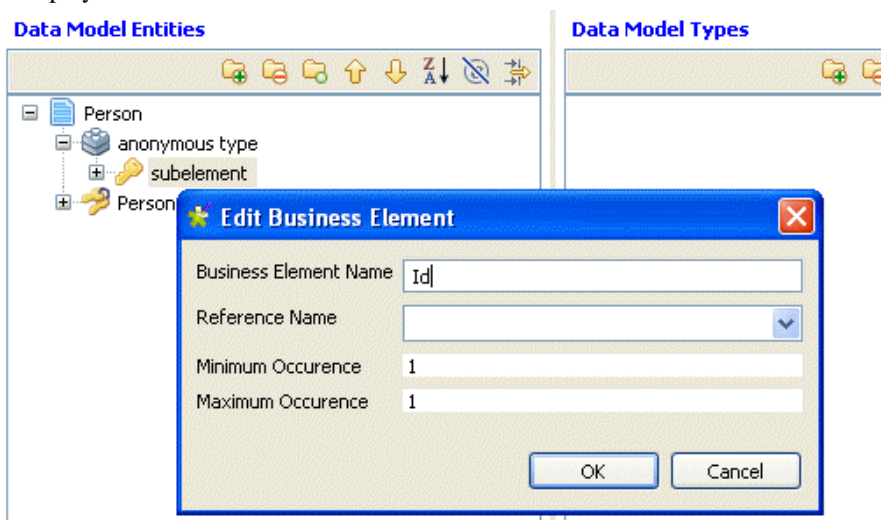 Data Model Entities
Data Model Types
Person
anonymous type
subelement
Person
Edit Business Element
Business Element Name
Id
Reference Name
Minimum Occurence
1
Maximum Occurence
1
OK
Cancel